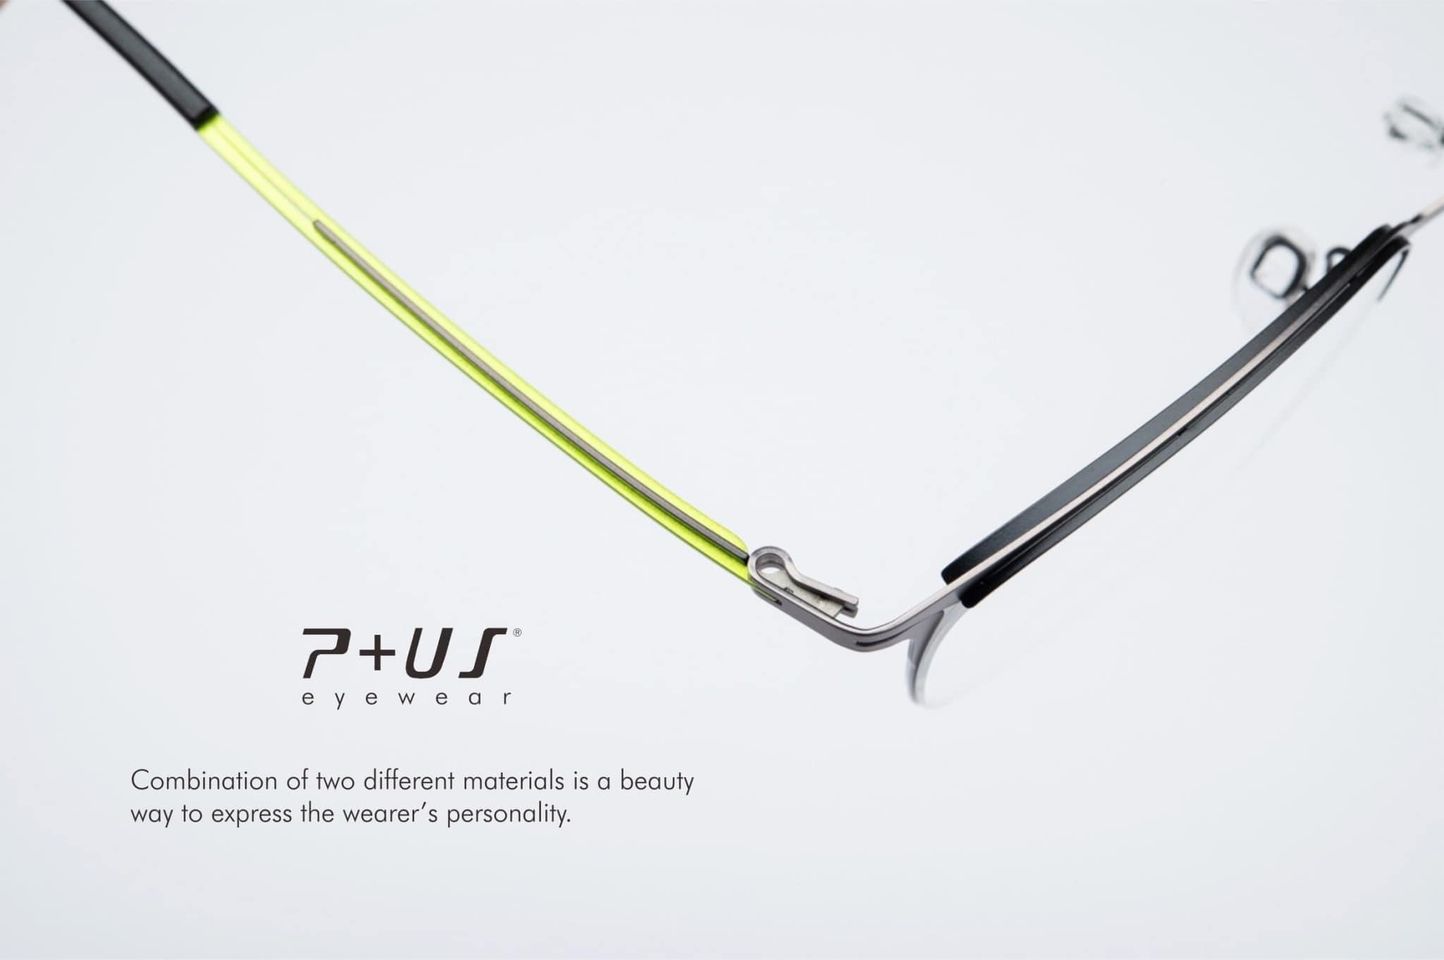 P+US®
eyewear
Combination of two different materials is a beauty
way to express the wearer's personality.